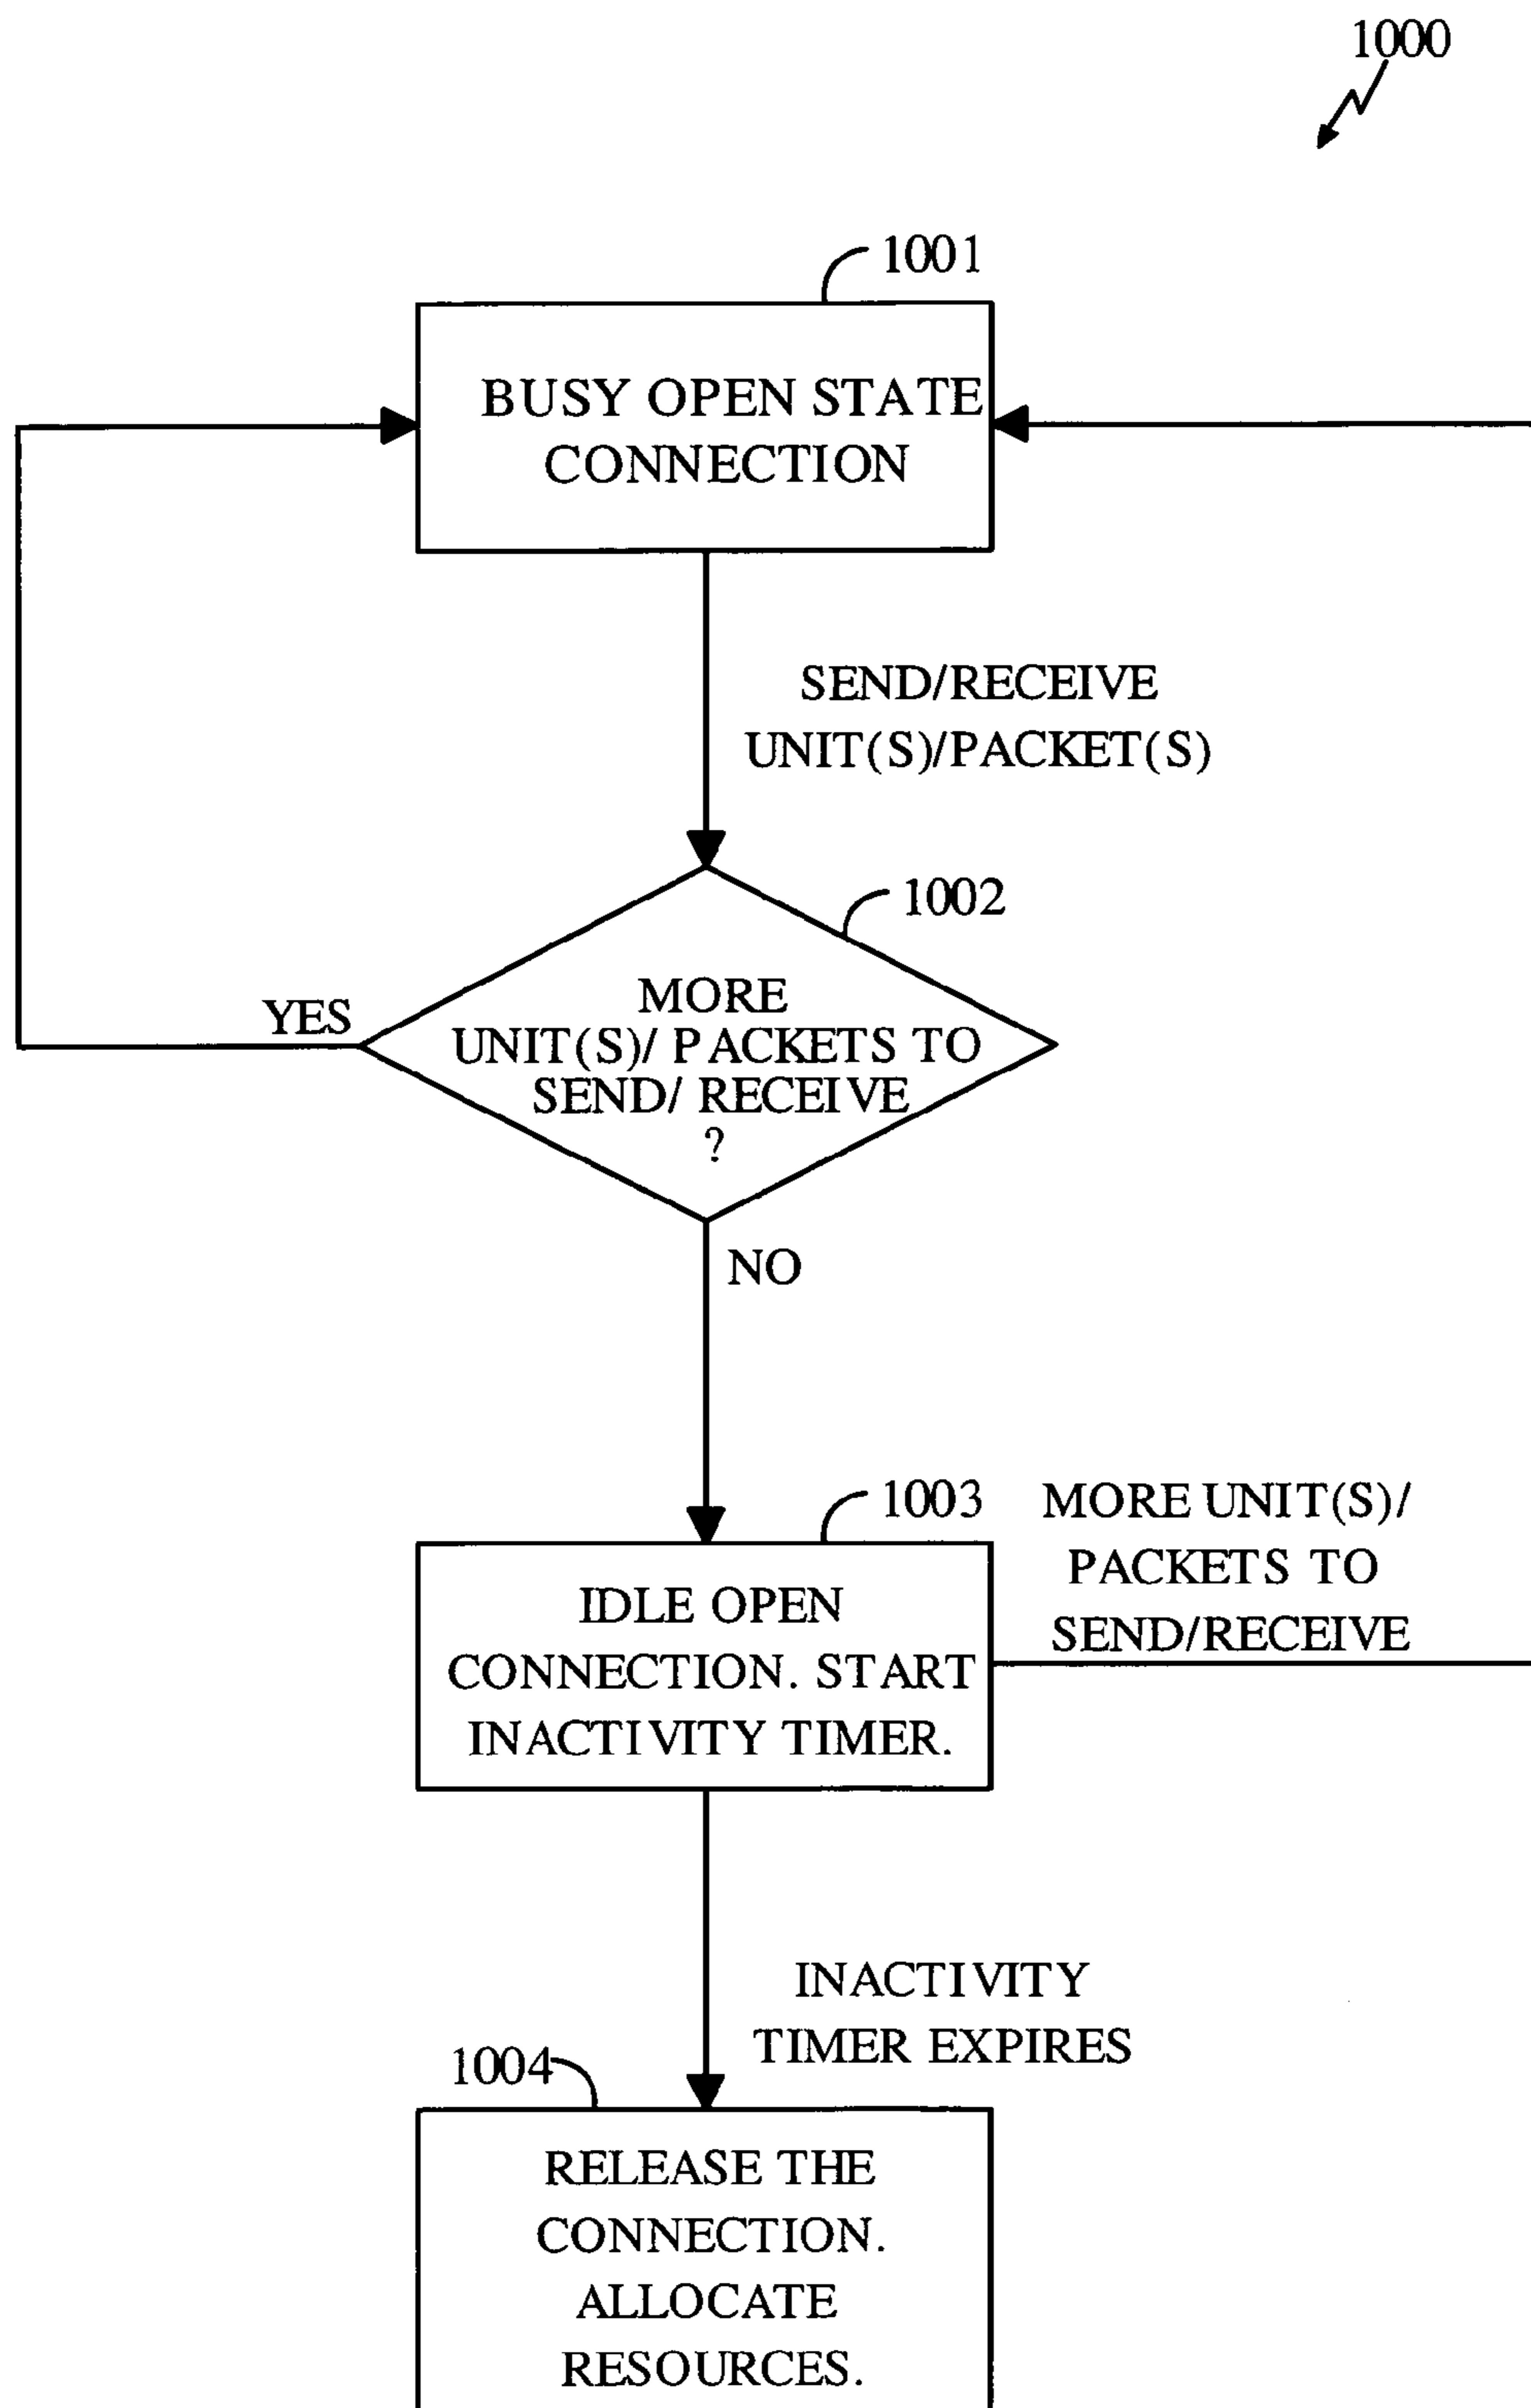 1000
1001
BUSY OPEN STATE
CONNECTION
SEND/RECEIVE
UNIT(S)/PACKET(S)
1002
MORE
UNIT(S)/ PACKETS TO
SEND/ RECEIVE
?
YES
NO
1003
IDLE OPEN
CONNECTION. START
INACTIVITY TIMER.
MORE UNIT(S)/
PACKETS TO
SEND/RECEIVE
INACTIVITY
TIMER EXPIRES
1004
RELEASE THE
CONNECTION.
ALLOCATE
RESOURCES.